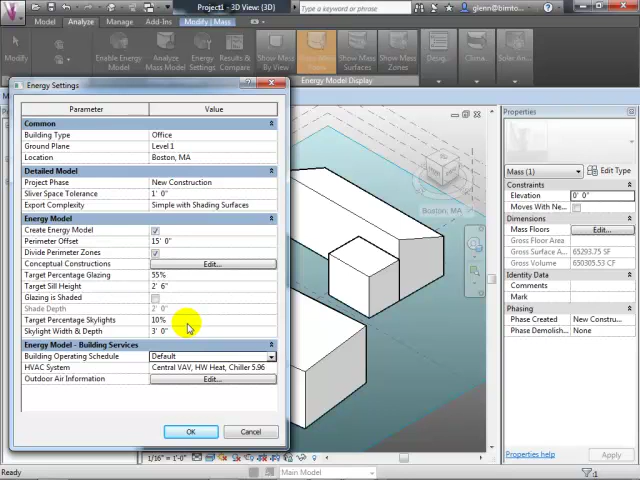 Project1 - 3D View: {3D}
Type a keyword or phrase
glenn@bimto...
Model
Analyze
Manage
Add-Ins
Modify | Mass
Modify
Enable Energy Model
Analyze Mass Model
Energy Settings
Results & Compare
Show Mass By View
Show Mass Surfaces
Show Mass Zones
Desig...
Clima...
Solar An...
Energy Model Display
Energy Settings
Parameter
Value
Common
Building Type Office
Ground Plane Level 1
Location Boston, MA
Detailed Model
Project Phase New Construction
Sliver Space Tolerance 1' 0"
Export Complexity Simple with Shading Surfaces
Energy Model
Create Energy Model
Perimeter Offset 15' 0"
Divide Perimeter Zones
Conceptual Constructions Edit...
Target Percentage Glazing 55%
Target Sill Height 2' 6"
Glazing is Shaded
Shade Depth 2' 0"
Target Percentage Skylights 10%
Skylight Width & Depth 3' 0"
Energy Model - Building Services
Building Operating Schedule Default
HVAC System Central VAV, HW Heat, Chiller 5.96
Outdoor Air Information Edit...
OK
Cancel
Boston, MA
Properties
Mass (1)
Edit Type
Constraints
Elevation 0' 0"
Moves With Ne...
Dimensions
Mass Floors Edit...
Gross Floor Area
Gross Surface A... 65293.75 SF
Gross Volume 650305.53 CF
Identity Data
Comments
Mark
Phasing
Phase Created New Constru...
Phase Demolish... None
Properties help
Apply
Ready
1/16" = 1'-0"
Main Model
:1